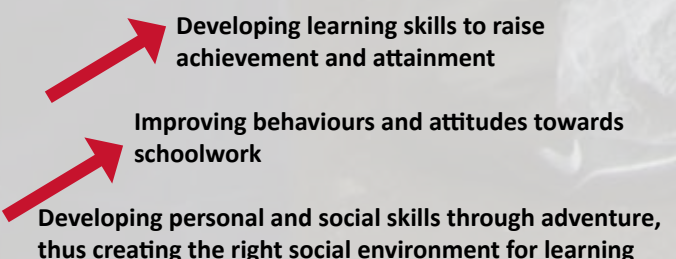 Developing learning skills to raise
achievement and attainment
Improving behaviours and attitudes towards
schoolwork
Developing personal and social skills through adventure,
thus creating the right social environment for learning